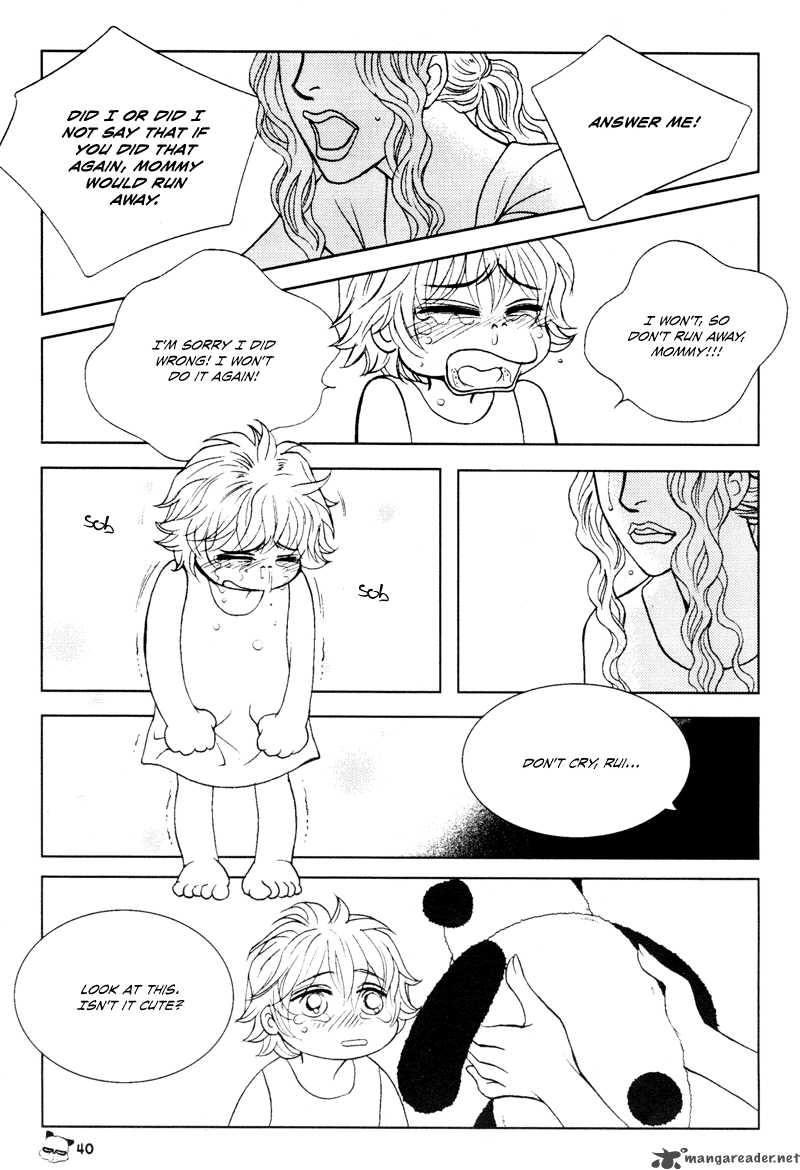 DID I OR DID I
NOT SAY THAT IF
YOU DID THAT
AGAIN, MOMMY
WOULD RUN
AWAY.
ANSWER ME!
I'M SORRY I DID
WRONG! I WON'T
DO IT AGAIN!
I WON'T, SO
DON'T RUN AWAY,
MOMMY!!!
SOB
SOB
DON'T CRY, RUI...
LOOK AT THIS.
ISN'T IT CUTE?
40
mangareader.net